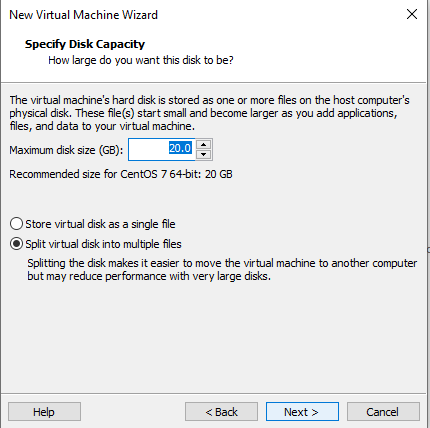 New Virtual Machine Wizard
Specify Disk Capacity
How large do you want this disk to be?
The virtual machine's hard disk is stored as one or more files on the host computer's
physical disk. These file(s) start small and become larger as you add applications,
files, and data to your virtual machine.
Maximum disk size (GB): 20.0
Recommended size for CentOS 7 64-bit: 20 GB
Store virtual disk as a single file
Split virtual disk into multiple files
Splitting the disk makes it easier to move the virtual machine to another computer
but may reduce performance with very large disks.
Help < Back Next > Cancel